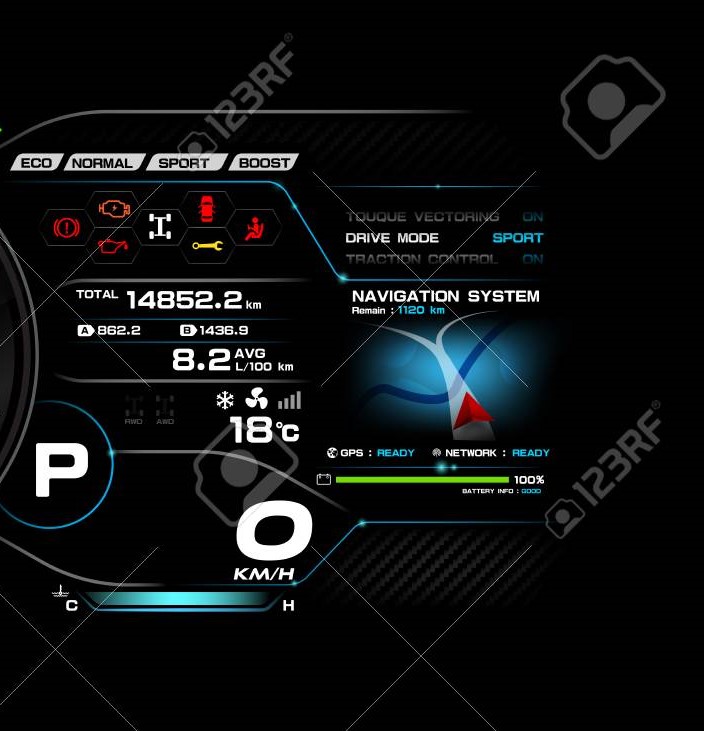 123RF
ECO NORMAL SPORT BOOST
TOUQUE VECTORING ON
DRIVE MODE SPORT
TRACTION CONTROL ON
TOTAL 14852.2 km
A 862.2 B 1436.9
8.2 AVG L/100 km
NAVIGATION SYSTEM
Remain : 1120 km
RWD AWD
18°C
GPS : READY NETWORK : READY
P
100%
BATTERY INFO : GOOD
0
KM/H
C H
123RF